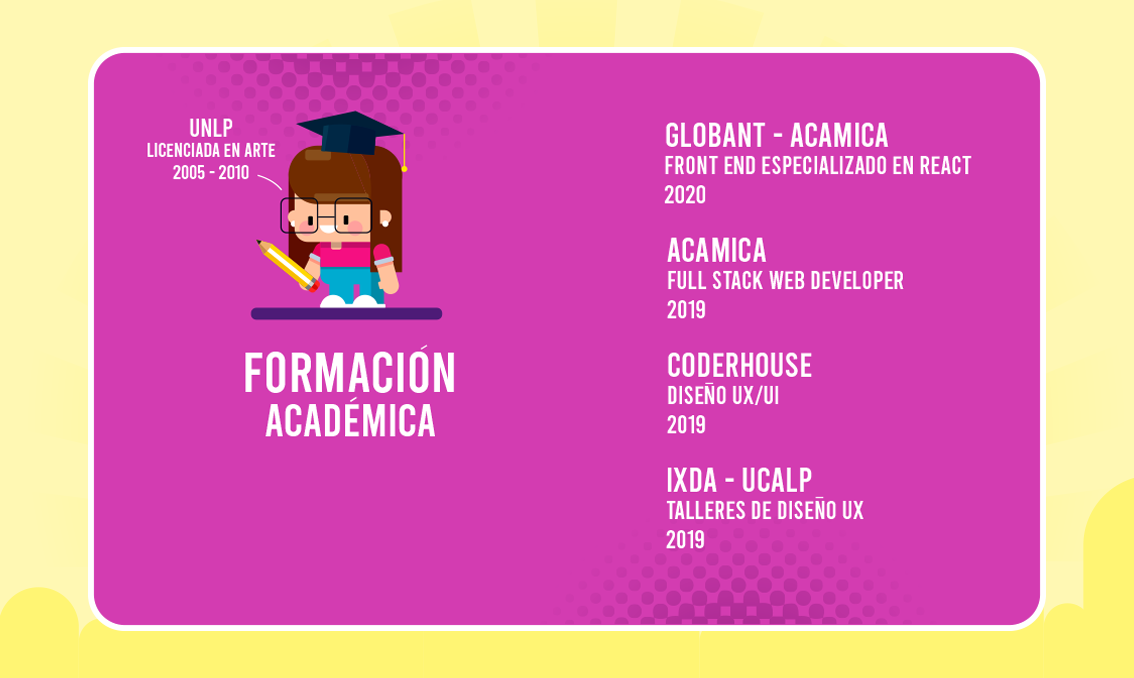 UNLP
LICENCIADA EN ARTE
2005 - 2010
FORMACIÓN
ACADÉMICA
GLOBANT - ACAMICA
FRONT END ESPECIALIZADO EN REACT
2020
ACAMICA
FULL STACK WEB DEVELOPER
2019
CODERHOUSE
DISEÑO UX/UI
2019
IXDA - UCALP
TALLERES DE DISEÑO UX
2019